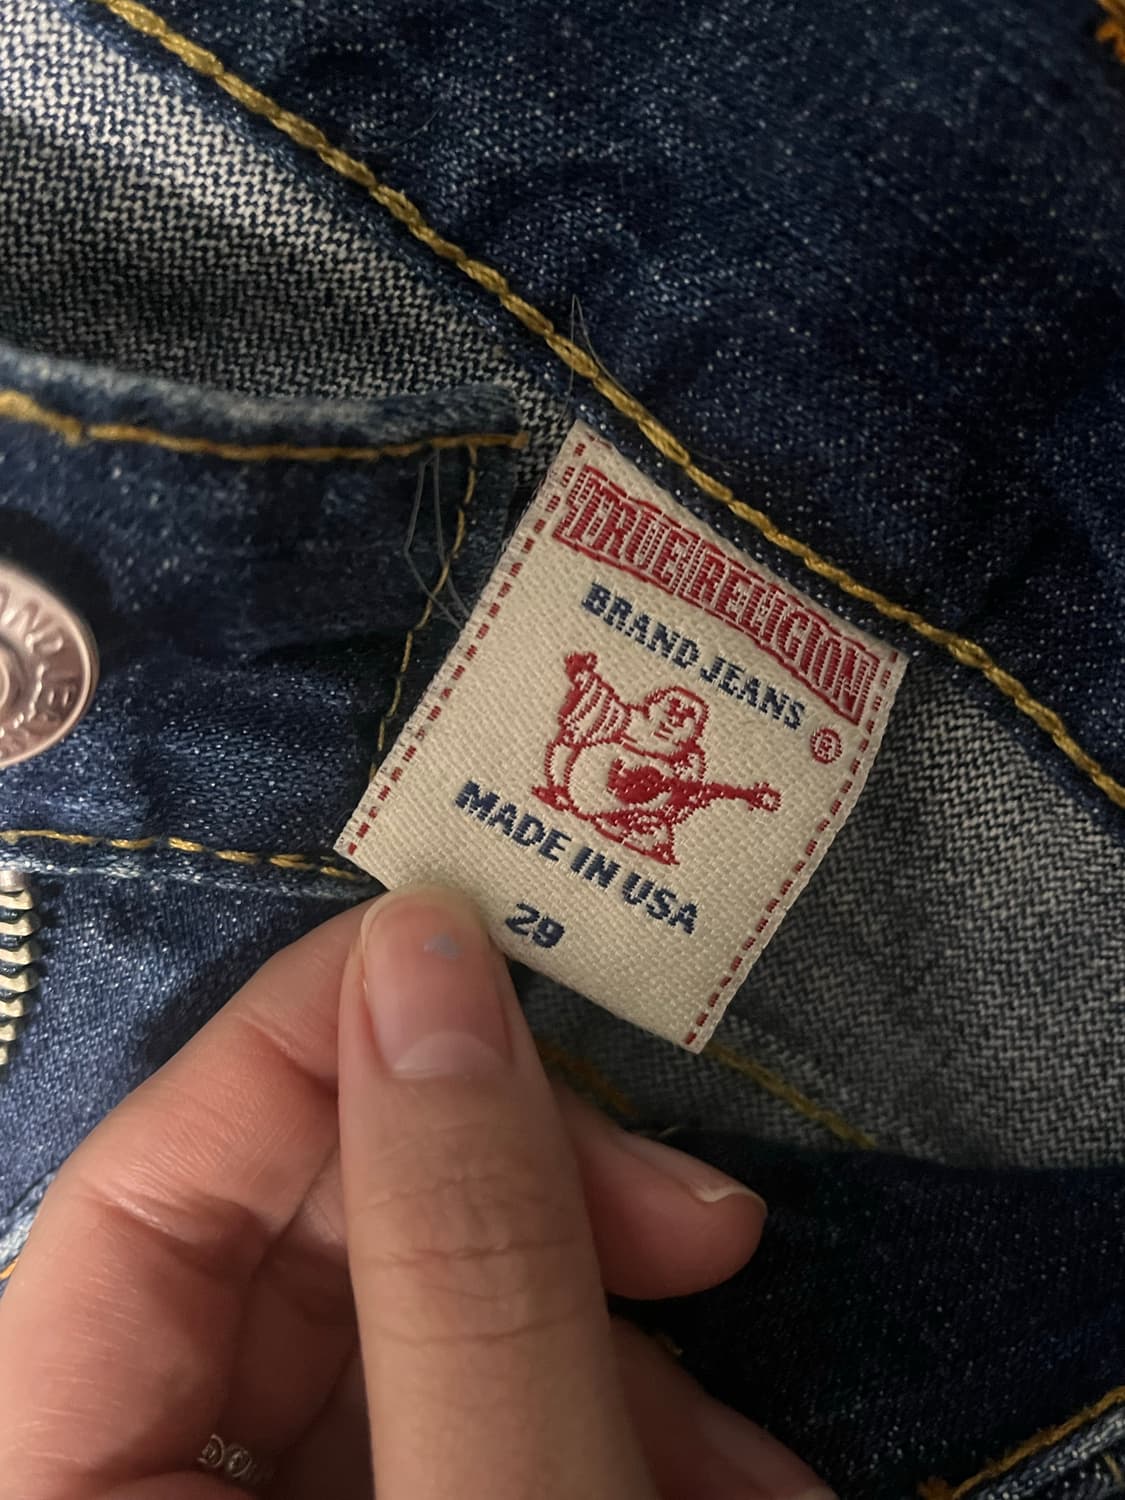 TRUE RELIGION
BRAND JEANS
®
MADE IN USA
29